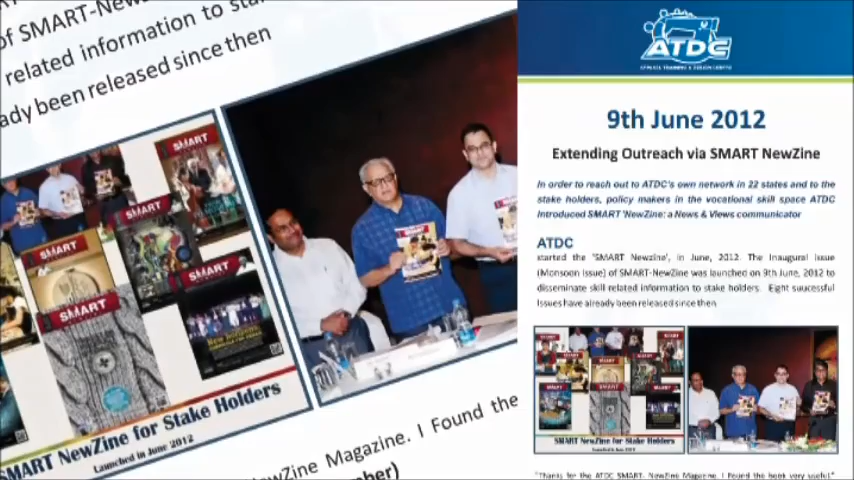 of SMART-New
related information to sta
ady been released since then
SMART
SMART
SMART
SMART
SMART
SMART
New horizons
SMART NewZine for Stake Holders
Launched in June 2012
wZine Magazine. I Found the
ber)
ATDC
APPAREL TRAINING & DESIGN CENTRE
9th June 2012
Extending Outreach via SMART NewZine
In order to reach out to ATDC's own network in 22 states and to the
stake holders, policy makers in the vocational skill space ATDC
Introduced SMART 'NewZine: a News & Views communicator
ATDC
started the 'SMART Newzine', in June, 2012. The Inaugural Issue
(Monsoon Issue) of SMART-NewZine was launched on 9th June, 2012 to
disseminate skill related information to stake holders. Eight successful
Issues have already been released since then
SMART NewZine for Stake Holders
Launched in June 2012
"Thanks for the ATDC SMART- NewZine Magazine. I Found the book very useful."